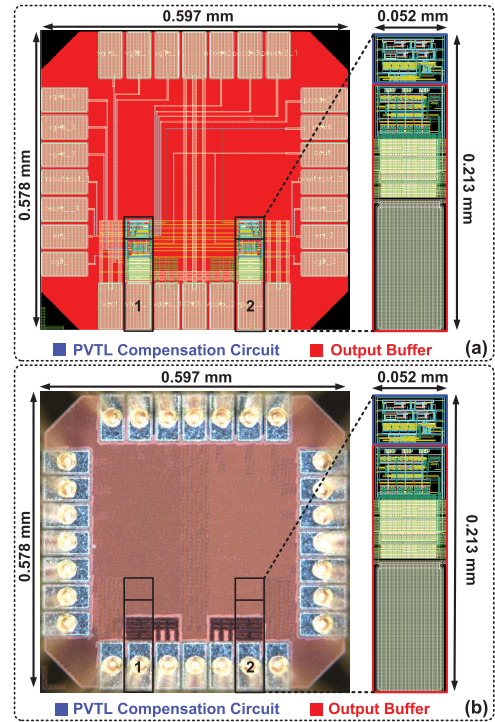 0.597 mm
0.052 mm
0.578 mm
0.213 mm
1
2
PVTL Compensation Circuit
Output Buffer
(a)
0.597 mm
0.052 mm
0.578 mm
0.213 mm
1
2
PVTL Compensation Circuit
Output Buffer
(b)